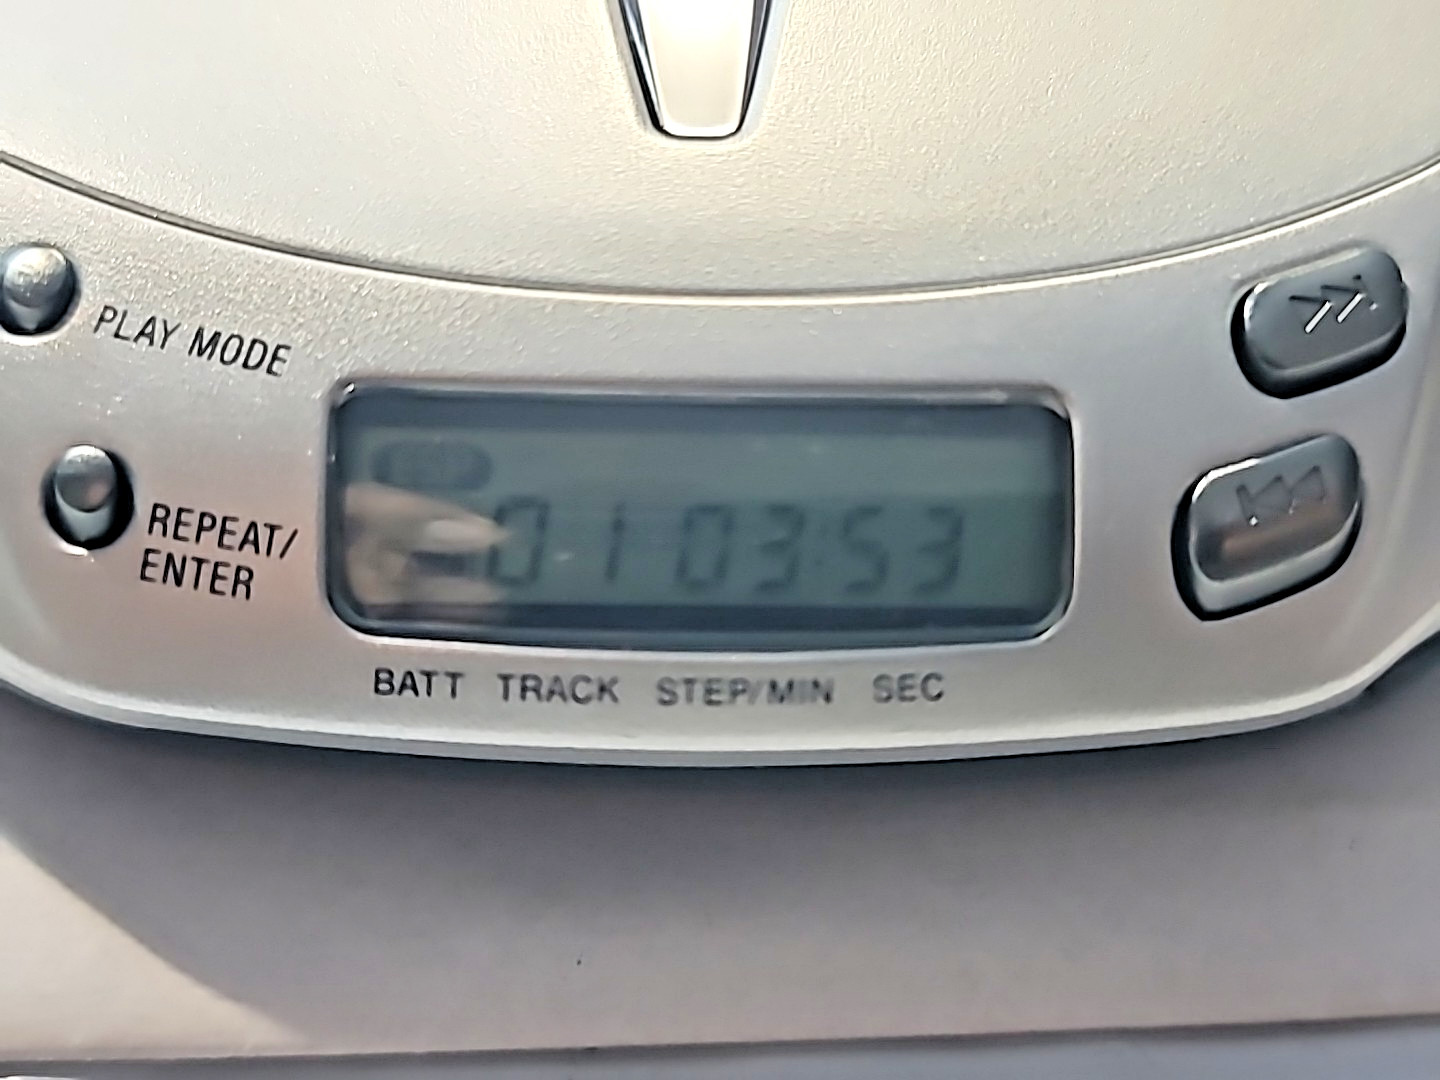 PLAY MODE
REPEAT/
ENTER
01 03:53
BATT TRACK STEP/MIN SEC